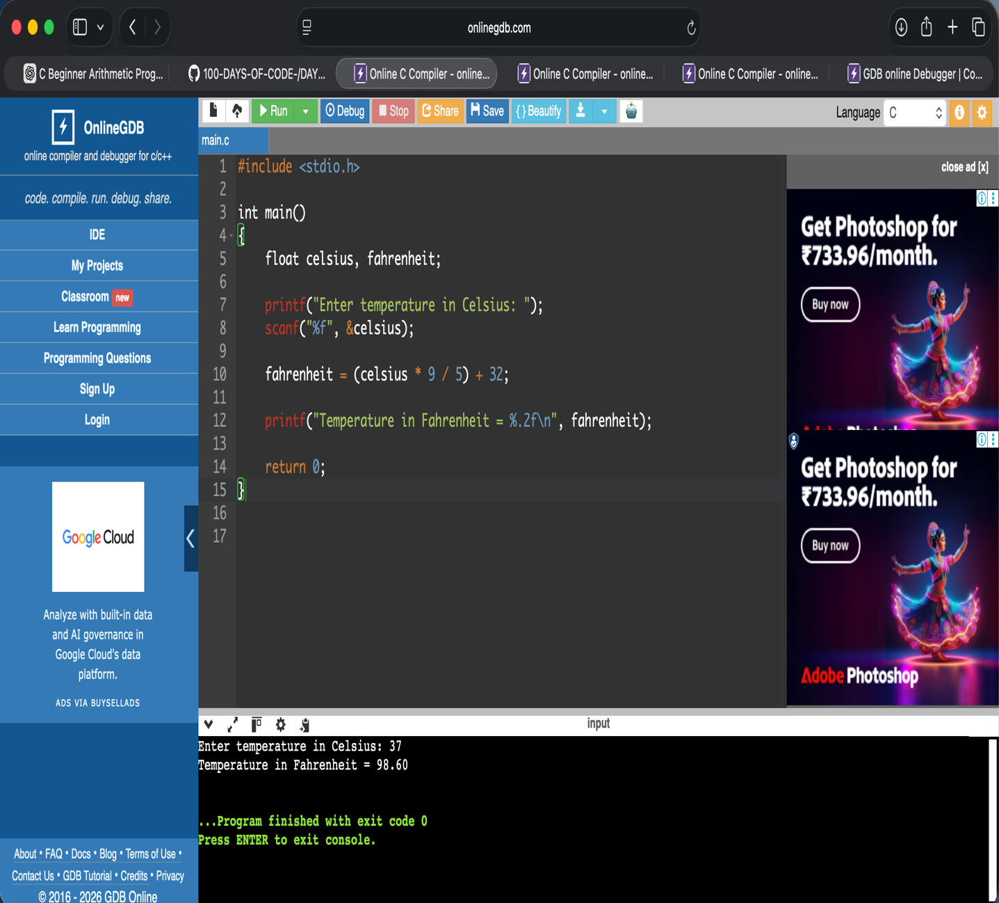 onlinegdb.com
C Beginner Arithmetic Prog...
100-DAYS-OF-CODE-/DAY...
Online C Compiler - online...
Online C Compiler - online...
Online C Compiler - online...
GDB online Debugger | Co...
OnlineGDB
online compiler and debugger for c/c++
code. compile. run. debug. share.
IDE
My Projects
Classroom new
Learn Programming
Programming Questions
Sign Up
Login
Google Cloud
Analyze with built-in data
and AI governance in
Google Cloud's data
platform.
ADS VIA BUYSELLADS
About • FAQ • Docs • Blog • Terms of Use •
Contact Us • GDB Tutorial • Credits • Privacy
© 2016 - 2026 GDB Online
Run
Debug
Stop
Share
Save
{ } Beautify
Language C
main.c
1 #include <stdio.h>
2
3 int main()
4 {
5     float celsius, fahrenheit;
6
7     printf("Enter temperature in Celsius: ");
8     scanf("%f", &celsius);
9
10     fahrenheit = (celsius * 9 / 5) + 32;
11
12     printf("Temperature in Fahrenheit = %.2f\n", fahrenheit);
13
14     return 0;
15 }
16
17
close ad [x]
Get Photoshop for
₹733.96/month.
Buy now
Adobe Photoshop
Get Photoshop for
₹733.96/month.
Buy now
Adobe Photoshop
input
Enter temperature in Celsius: 37
Temperature in Fahrenheit = 98.60
...Program finished with exit code 0
Press ENTER to exit console.